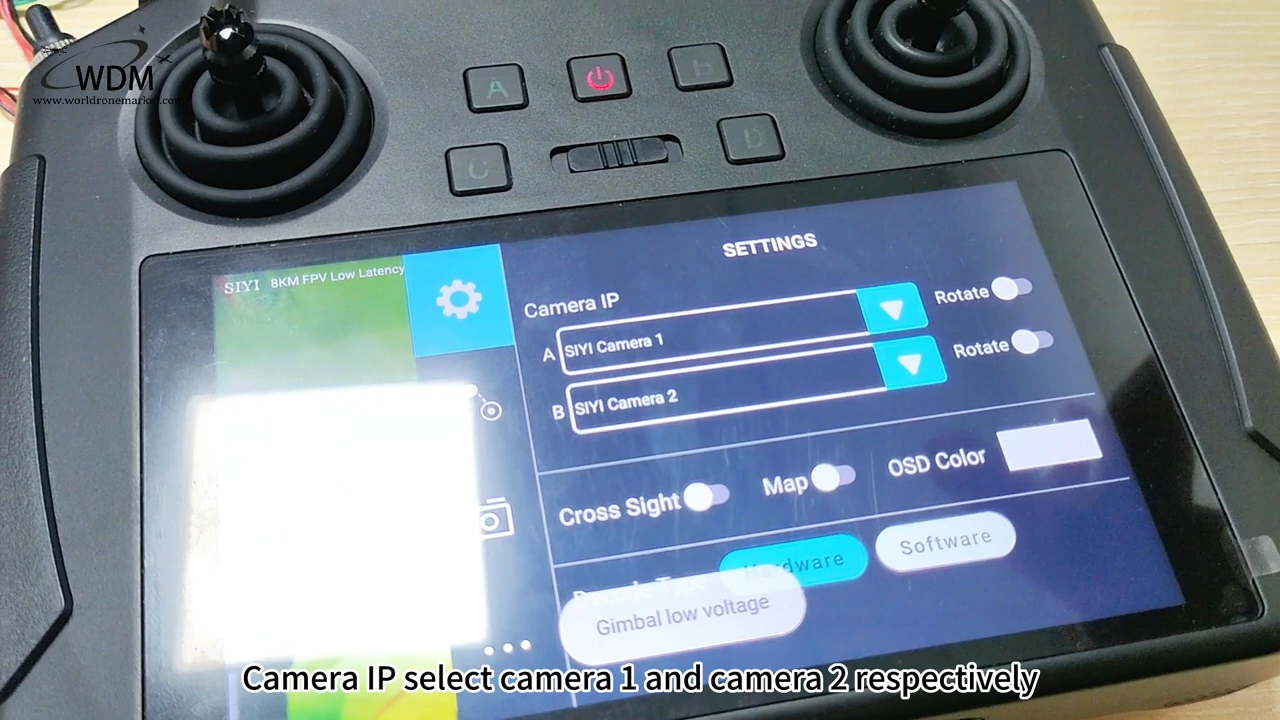 WDM
www.worldronemarket.com
A
B
C
D
SIYI 8KM FPV Low Latency
SETTINGS
Camera IP
A SIYI Camera 1 Rotate
B SIYI Camera 2 Rotate
Cross Sight Map OSD Color
Hardware Software
Gimbal low voltage
Camera IP select camera 1 and camera 2 respectively